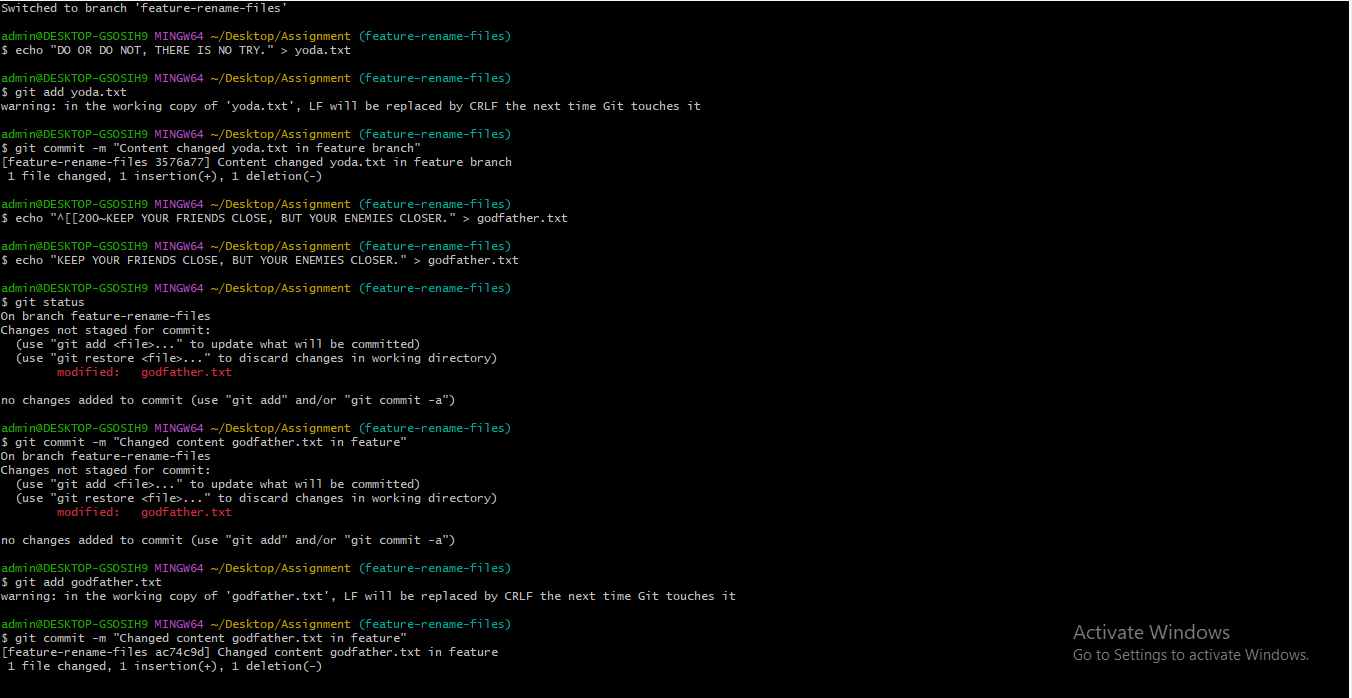 Switched to branch 'feature-rename-files'
admin@DESKTOP-GSOSIH9 MINGW64 ~/Desktop/Assignment (feature-rename-files)
$ echo "DO OR DO NOT, THERE IS NO TRY." > yoda.txt
admin@DESKTOP-GSOSIH9 MINGW64 ~/Desktop/Assignment (feature-rename-files)
$ git add yoda.txt
warning: in the working copy of 'yoda.txt', LF will be replaced by CRLF the next time Git touches it
admin@DESKTOP-GSOSIH9 MINGW64 ~/Desktop/Assignment (feature-rename-files)
$ git commit -m "Content changed yoda.txt in feature branch"
[feature-rename-files 3576a77] Content changed yoda.txt in feature branch
 1 file changed, 1 insertion(+), 1 deletion(-)
admin@DESKTOP-GSOSIH9 MINGW64 ~/Desktop/Assignment (feature-rename-files)
$ echo "^[[200~KEEP YOUR FRIENDS CLOSE, BUT YOUR ENEMIES CLOSER." > godfather.txt
admin@DESKTOP-GSOSIH9 MINGW64 ~/Desktop/Assignment (feature-rename-files)
$ echo "KEEP YOUR FRIENDS CLOSE, BUT YOUR ENEMIES CLOSER." > godfather.txt
admin@DESKTOP-GSOSIH9 MINGW64 ~/Desktop/Assignment (feature-rename-files)
$ git status
On branch feature-rename-files
Changes not staged for commit:
  (use "git add <file>..." to update what will be committed)
  (use "git restore <file>..." to discard changes in working directory)
        modified:   godfather.txt
no changes added to commit (use "git add" and/or "git commit -a")
admin@DESKTOP-GSOSIH9 MINGW64 ~/Desktop/Assignment (feature-rename-files)
$ git commit -m "Changed content godfather.txt in feature"
On branch feature-rename-files
Changes not staged for commit:
  (use "git add <file>..." to update what will be committed)
  (use "git restore <file>..." to discard changes in working directory)
        modified:   godfather.txt
no changes added to commit (use "git add" and/or "git commit -a")
admin@DESKTOP-GSOSIH9 MINGW64 ~/Desktop/Assignment (feature-rename-files)
$ git add godfather.txt
warning: in the working copy of 'godfather.txt', LF will be replaced by CRLF the next time Git touches it
admin@DESKTOP-GSOSIH9 MINGW64 ~/Desktop/Assignment (feature-rename-files)
$ git commit -m "Changed content godfather.txt in feature"
[feature-rename-files ac74c9d] Changed content godfather.txt in feature
 1 file changed, 1 insertion(+), 1 deletion(-)
Activate Windows
Go to Settings to activate Windows.